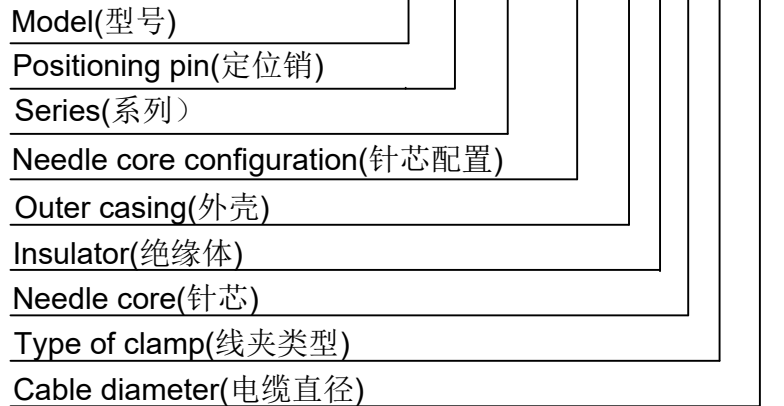 Model(型号)
Positioning pin(定位销)
Series(系列）
Needle core configuration(针芯配置)
Outer casing(外壳)
Insulator(绝缘体)
Needle core(针芯)
Type of clamp(线夹类型)
Cable diameter(电缆直径)